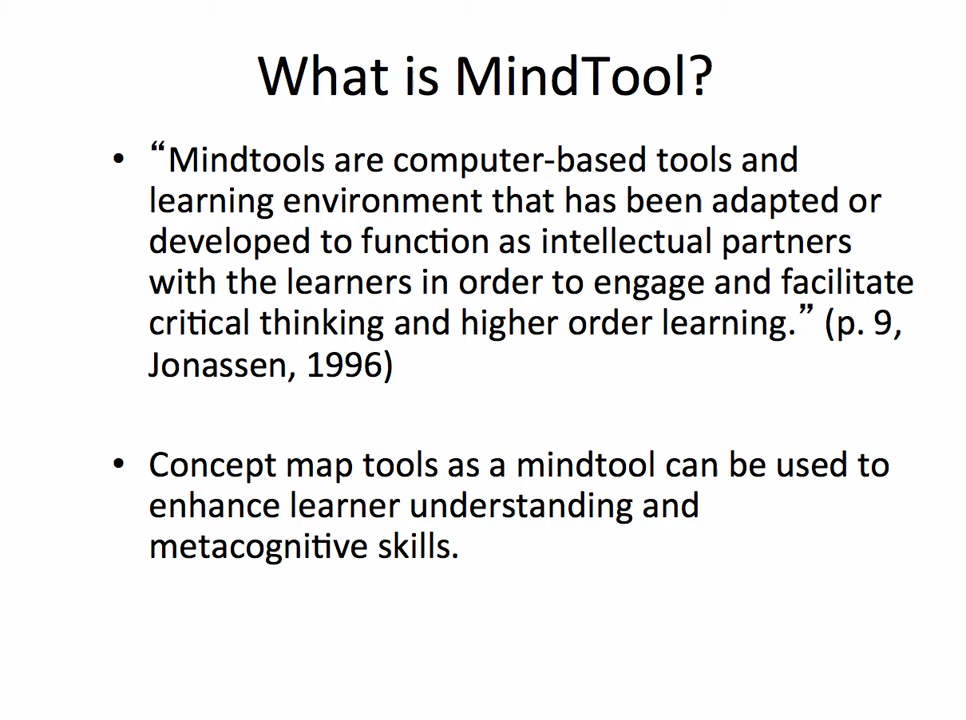 What is MindTool?
• “Mindtools are computer-based tools and
learning environment that has been adapted or
developed to function as intellectual partners
with the learners in order to engage and facilitate
critical thinking and higher order learning.” (p. 9,
Jonassen, 1996)
• Concept map tools as a mindtool can be used to
enhance learner understanding and
metacognitive skills.